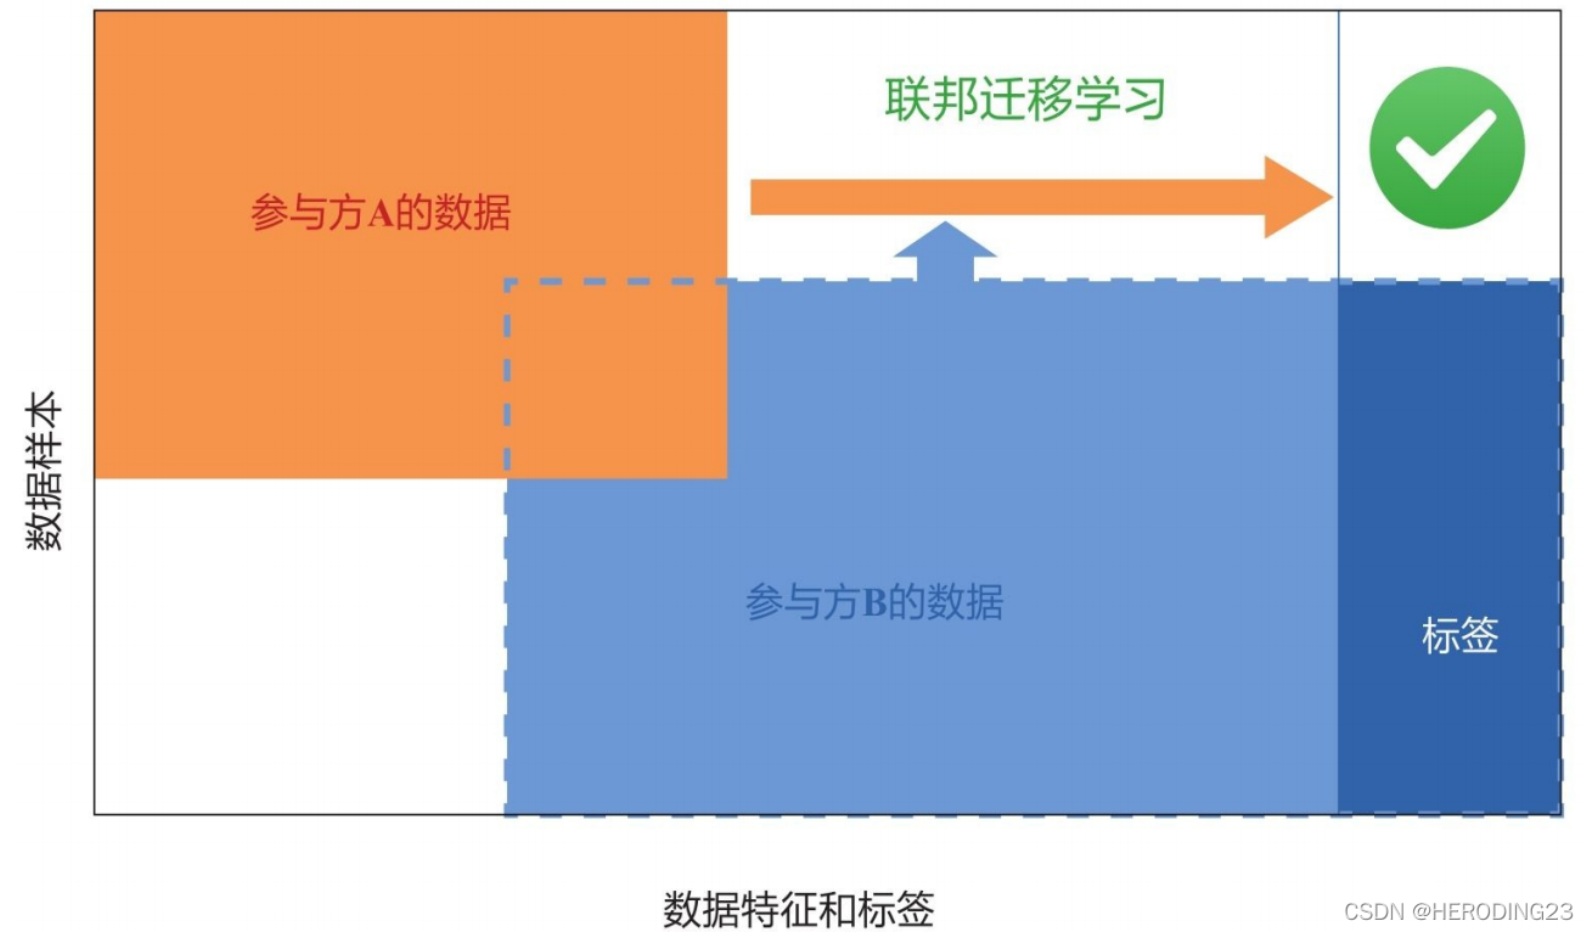 联邦迁移学习
参与方A的数据
数据样本
参与方B的数据
标签
数据特征和标签
CSDN @HERODING23